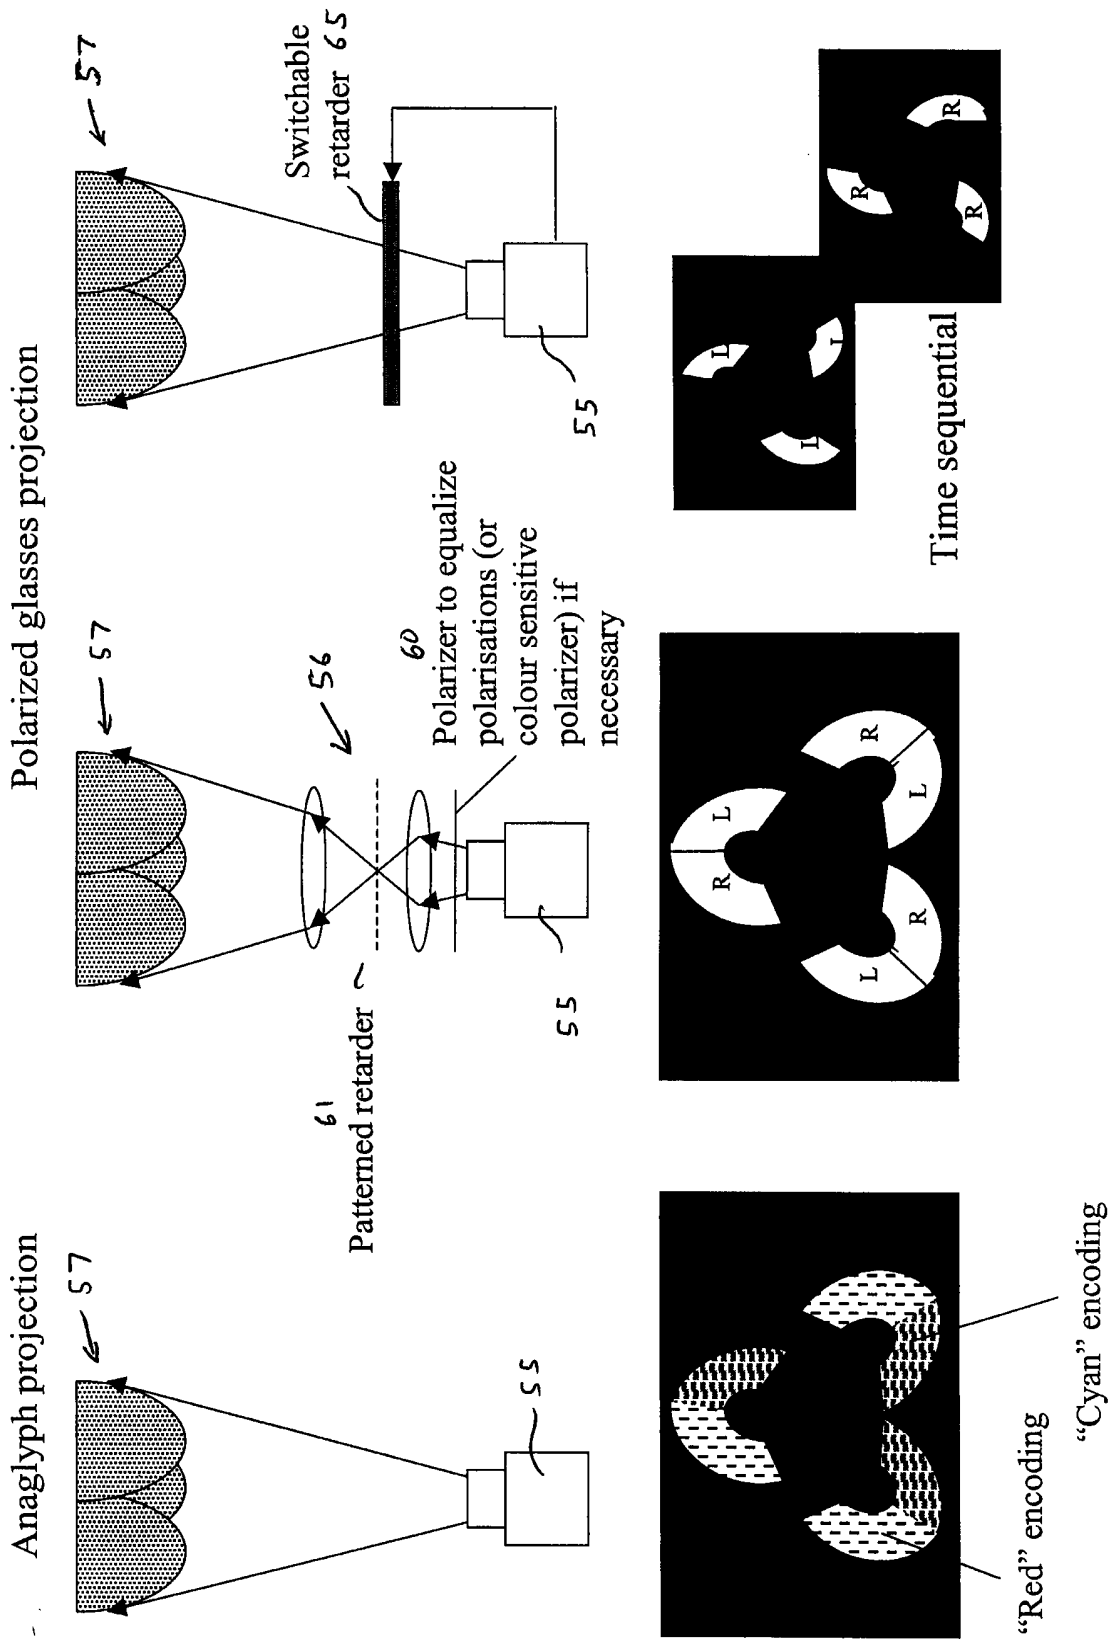 Anaglyph projection
57
55
"Red" encoding
"Cyan" encoding
Polarized glasses projection
57
56
61
Patterned retarder
60
Polarizer to equalize
polarisations (or
colour sensitive
polarizer) if
necessary
55
R
L
L
R
L
R
57
Switchable
retarder 65
55
L
L
L
R
R
R
Time sequential